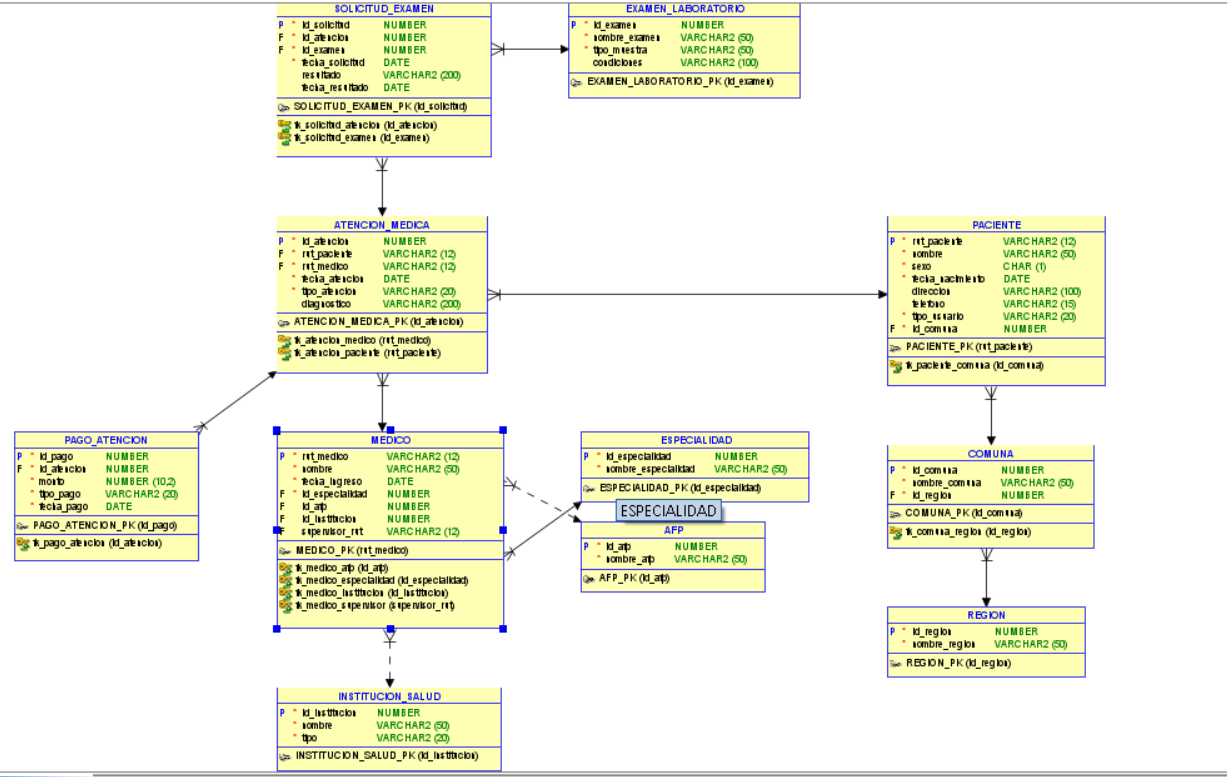 SOLICITUD_EXAMEN
P * id_solicitud NUMBER
F * id_atencion NUMBER
F * id_examen NUMBER
* fecha_solicitud DATE
resultado VARCHAR2 (200)
fecha_resultado DATE
SOLICITUD_EXAMEN_PK (id_solicitud)
fk_solicitud_atencion (id_atencion)
fk_solicitud_examen (id_examen)
EXAMEN_LABORATORIO
P * id_examen NUMBER
* nombre_examen VARCHAR2 (50)
* tipo_muestra VARCHAR2 (50)
condiciones VARCHAR2 (100)
EXAMEN_LABORATORIO_PK (id_examen)
ATENCION_MEDICA
P * id_atencion NUMBER
F * rut_paciente VARCHAR2 (12)
F * rut_medico VARCHAR2 (12)
* fecha_atencion DATE
* tipo_atencion VARCHAR2 (20)
diagnostico VARCHAR2 (200)
ATENCION_MEDICA_PK (id_atencion)
fk_atencion_medico (rut_medico)
fk_atencion_paciente (rut_paciente)
PACIENTE
P * rut_paciente VARCHAR2 (12)
* nombre VARCHAR2 (50)
* sexo CHAR (1)
* fecha_nacimiento DATE
direccion VARCHAR2 (100)
telefono VARCHAR2 (15)
* tipo_usuario VARCHAR2 (20)
F * id_comuna NUMBER
PACIENTE_PK (rut_paciente)
fk_paciente_comuna (id_comuna)
PAGO_ATENCION
P * id_pago NUMBER
F * id_atencion NUMBER
* monto NUMBER (10,2)
* tipo_pago VARCHAR2 (20)
* fecha_pago DATE
PAGO_ATENCION_PK (id_pago)
fk_pago_atencion (id_atencion)
MEDICO
P * rut_medico VARCHAR2 (12)
* nombre VARCHAR2 (50)
* fecha_ingreso DATE
F * id_especialidad NUMBER
F id_afp NUMBER
F id_institucion NUMBER
F supervisor_rut VARCHAR2 (12)
MEDICO_PK (rut_medico)
fk_medico_afp (id_afp)
fk_medico_especialidad (id_especialidad)
fk_medico_institucion (id_institucion)
fk_medico_supervisor (supervisor_rut)
ESPECIALIDAD
P * id_especialidad NUMBER
* nombre_especialidad VARCHAR2 (50)
ESPECIALIDAD_PK (id_especialidad)
ESPECIALIDAD
AFP
P * id_afp NUMBER
* nombre_afp VARCHAR2 (50)
AFP_PK (id_afp)
COMUNA
P * id_comuna NUMBER
* nombre_comuna VARCHAR2 (50)
F * id_region NUMBER
COMUNA_PK (id_comuna)
fk_comuna_region (id_region)
REGION
P * id_region NUMBER
* nombre_region VARCHAR2 (50)
REGION_PK (id_region)
INSTITUCION_SALUD
P * id_institucion NUMBER
* nombre VARCHAR2 (50)
* tipo VARCHAR2 (20)
INSTITUCION_SALUD_PK (id_institucion)